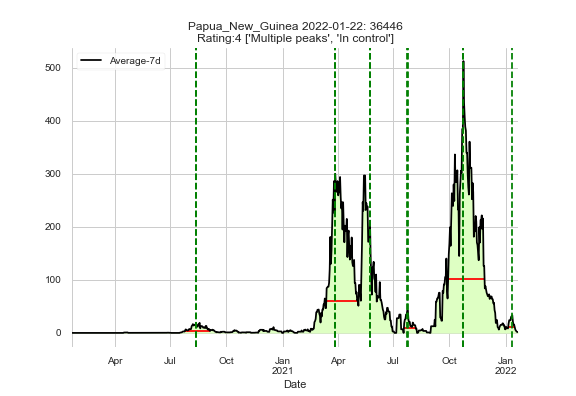 Papua_New_Guinea 2022-01-22: 36446
Rating:4 ['Multiple peaks', 'In control']
Average-7d
500
400
300
200
100
0
Apr
Jul
Oct
Jan
2021
Apr
Jul
Oct
Jan
2022
Date